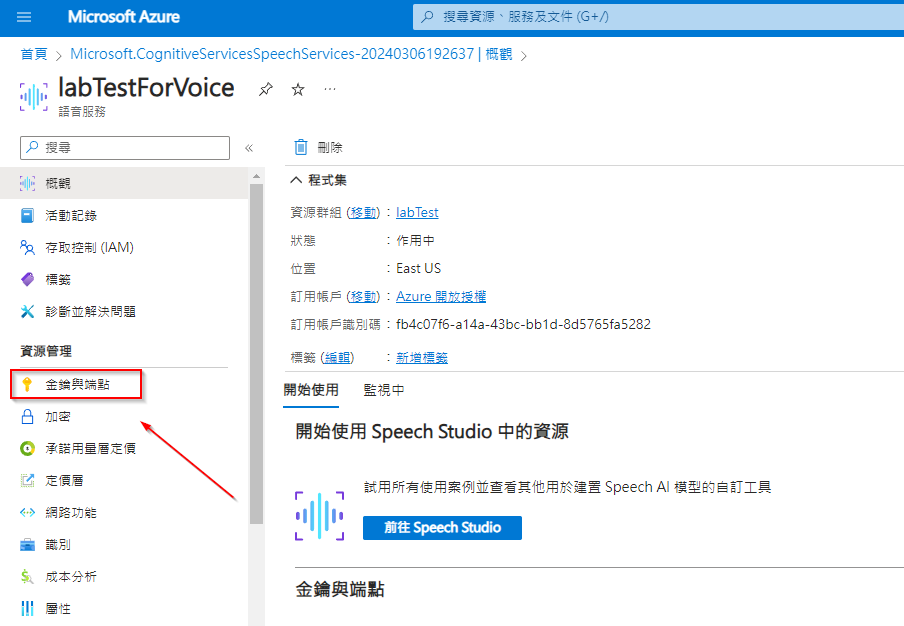 Microsoft Azure
搜尋資源、服務及文件 (G+/)
首頁 > Microsoft.CognitiveServicesSpeechServices-20240306192637 | 概觀 >
labTestForVoice
語音服務
搜尋
«
概觀
活動記錄
存取控制 (IAM)
標籤
診斷並解決問題
資源管理
金鑰與端點
加密
承諾用量層定價
定價層
網路功能
識別
成本分析
屬性
刪除
程式集
資源群組 (移動) : labTest
狀態 : 作用中
位置 : East US
訂用帳戶 (移動) : Azure 開放授權
訂用帳戶識別碼 : fb4c07f6-a14a-43bc-bb1d-8d5765fa5282
標籤 (編輯) : 新增標籤
開始使用 監視中
開始使用 Speech Studio 中的資源
試用所有使用案例並查看其他用於建置 Speech AI 模型的自訂工具
前往 Speech Studio
金鑰與端點